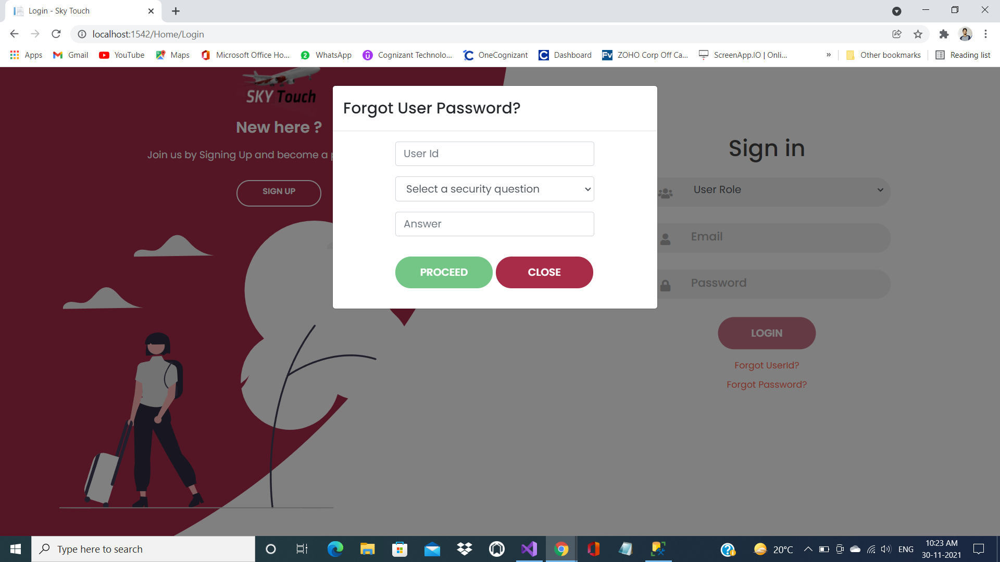 Login - Sky Touch
localhost:1542/Home/Login
Apps
Gmail
YouTube
Maps
Microsoft Office Ho...
2
WhatsApp
Cognizant Technolo...
OneCognizant
Dashboard
Fv
ZOHO Corp Off Ca...
ScreenApp.IO | Onli...
»
Other bookmarks
Reading list
SKY Touch
New here ?
Join us by Signing Up and become a
SIGN UP
Forgot User Password?
User Id
Select a security question
Answer
PROCEED
CLOSE
Sign in
User Role
Email
Password
LOGIN
Forgot UserId?
Forgot Password?
Type here to search
20°C
ENG
10:23 AM
30-11-2021